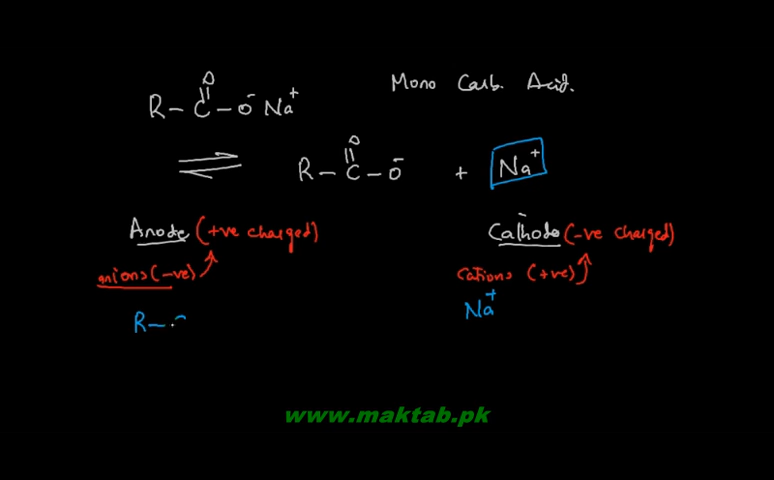 Mono Carb. Acid.
O
||
R — C — O⁻ Na⁺
O
||
⇌ R — C — O⁻ + Na⁺
Anode (+ve charged) Cathode (-ve charged)
anions (-ve) cations (+ve)
R — Na⁺
www.maktab.pk